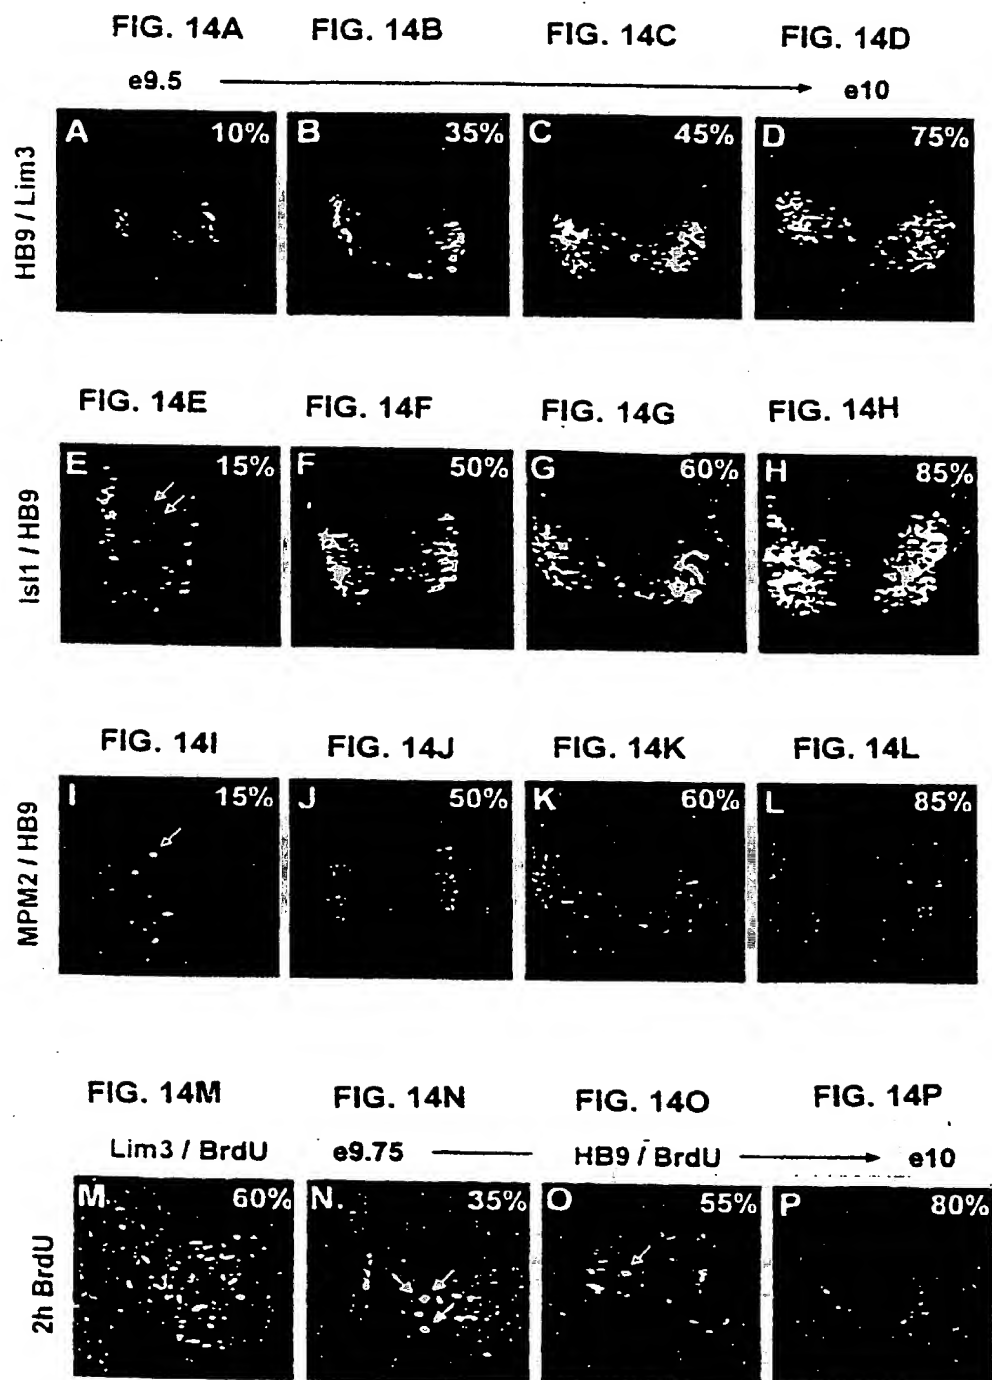 FIG. 14A FIG. 14B FIG. 14C FIG. 14D
e9.5 e10
HB9 / Lim3
A 10% B 35% C 45% D 75%
FIG. 14E FIG. 14F FIG. 14G FIG. 14H
Isl1 / HB9
E 15% F 50% G 60% H 85%
FIG. 14I FIG. 14J FIG. 14K FIG. 14L
MPM2 / HB9
I 15% J 50% K 60% L 85%
FIG. 14M FIG. 14N FIG. 14O FIG. 14P
Lim3 / BrdU e9.75 HB9 / BrdU e10
2h BrdU
M 60% N 35% O 55% P 80%